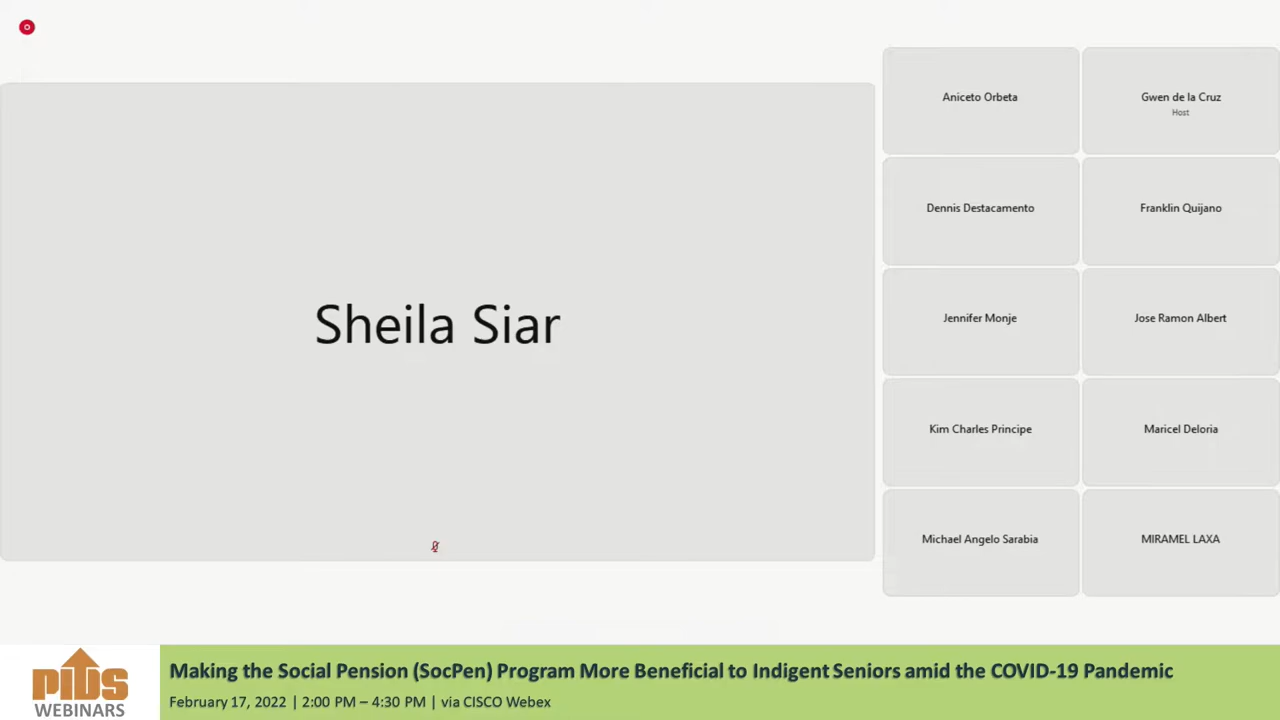 Sheila Siar
Aniceto Orbeta
Gwen de la Cruz
Host
Dennis Destacamento
Franklin Quijano
Jennifer Monje
Jose Ramon Albert
Kim Charles Principe
Maricel Deloria
Michael Angelo Sarabia
MIRAMEL LAXA
PIDS
WEBINARS
Making the Social Pension (SocPen) Program More Beneficial to Indigent Seniors amid the COVID-19 Pandemic
February 17, 2022 | 2:00 PM – 4:30 PM | via CISCO Webex